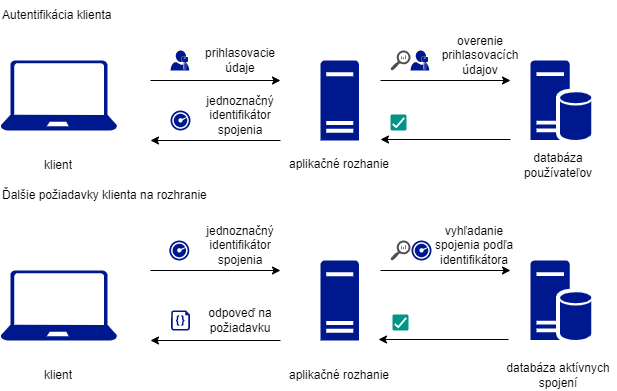 Autentifikácia klienta
prihlasovacie
údaje
overenie
prihlasovacích
údajov
jednoznačný
identifikátor
spojenia
klient
aplikačné rozhanie
databáza
používateľov
Ďalšie požiadavky klienta na rozhranie
jednoznačný
identifikátor
spojenia
vyhľadanie
spojenia podľa
identifikátora
odpoveď na
požiadavku
klient
aplikačné rozhanie
databáza aktívnych
spojení